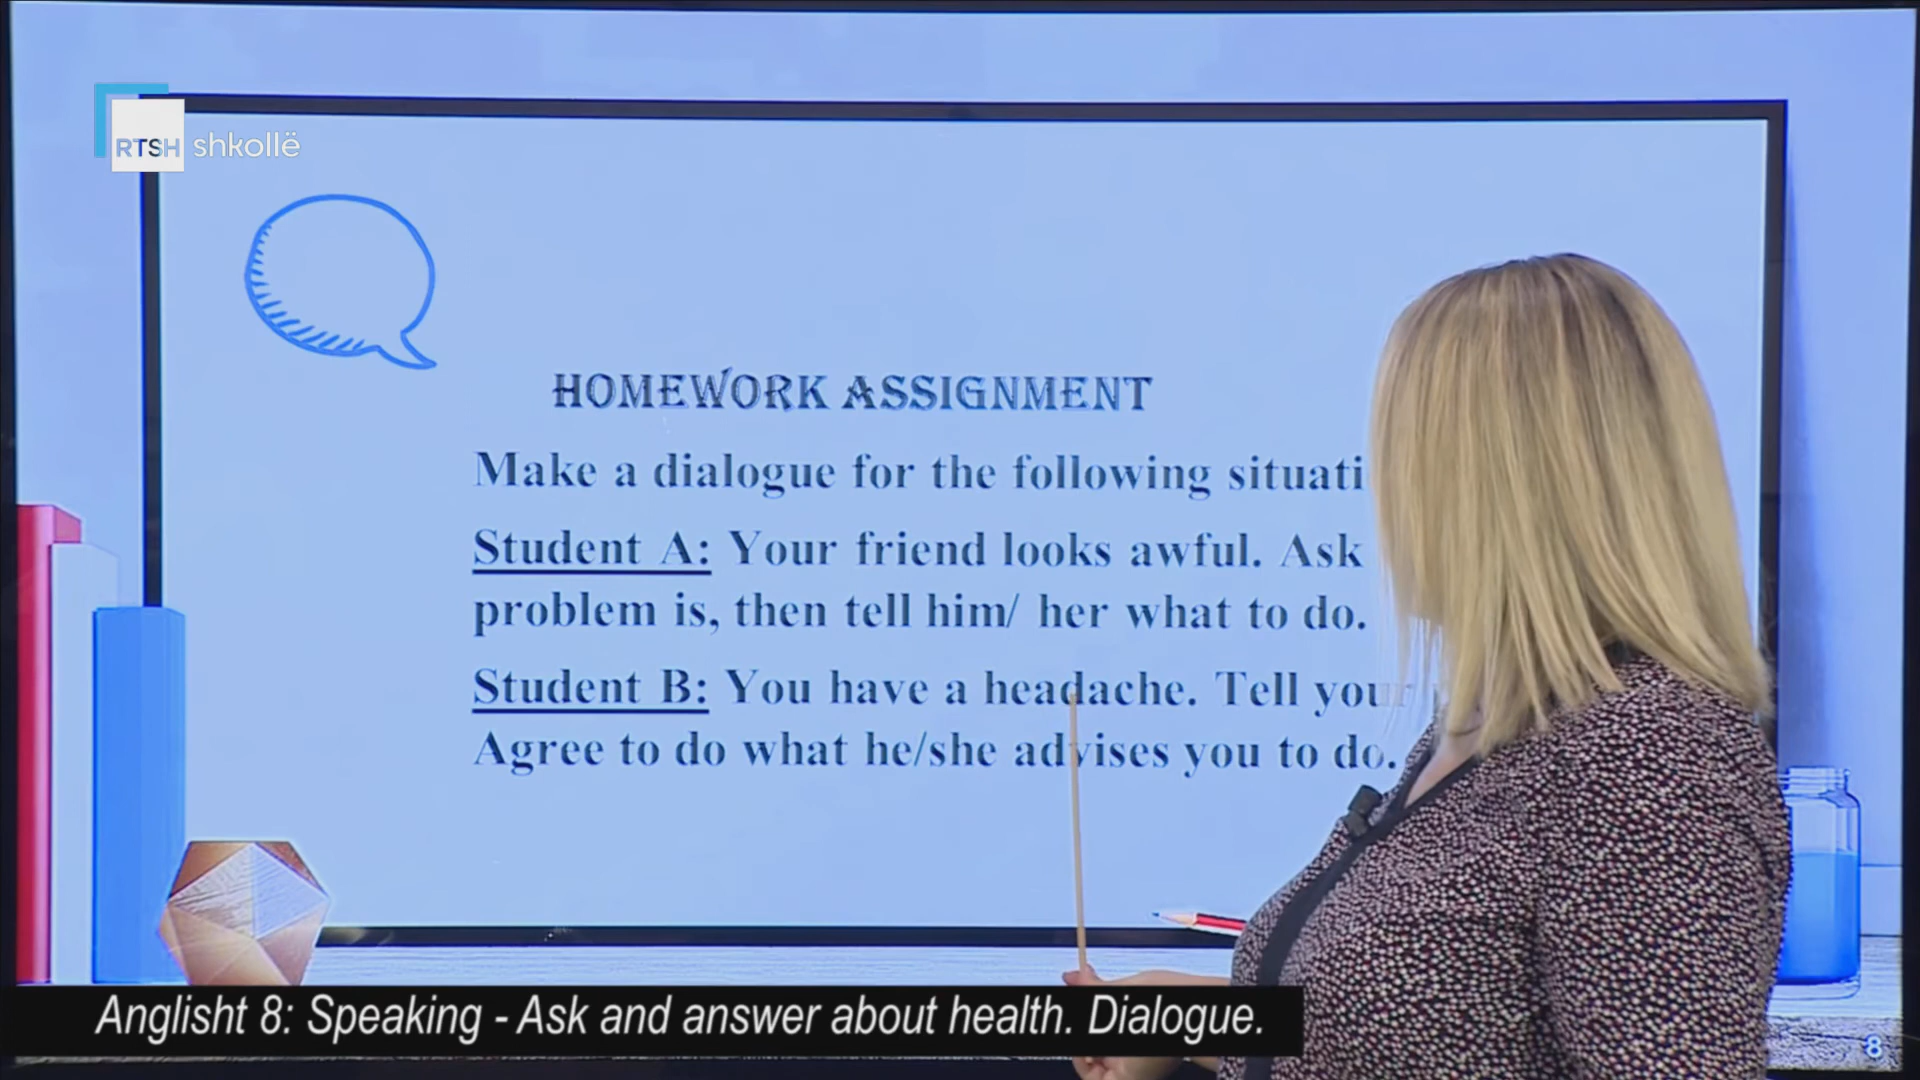 RTSH shkollë
HOMEWORK ASSIGNMENT
Make a dialogue for the following
Student A: Your friend looks awful. Ask
problem is, then tell him/ her what to do.
Student B: You have a headache. Tell
Agree to do what he/she advises you to do.
Anglisht 8: Speaking - Ask and answer about health. Dialogue.
8